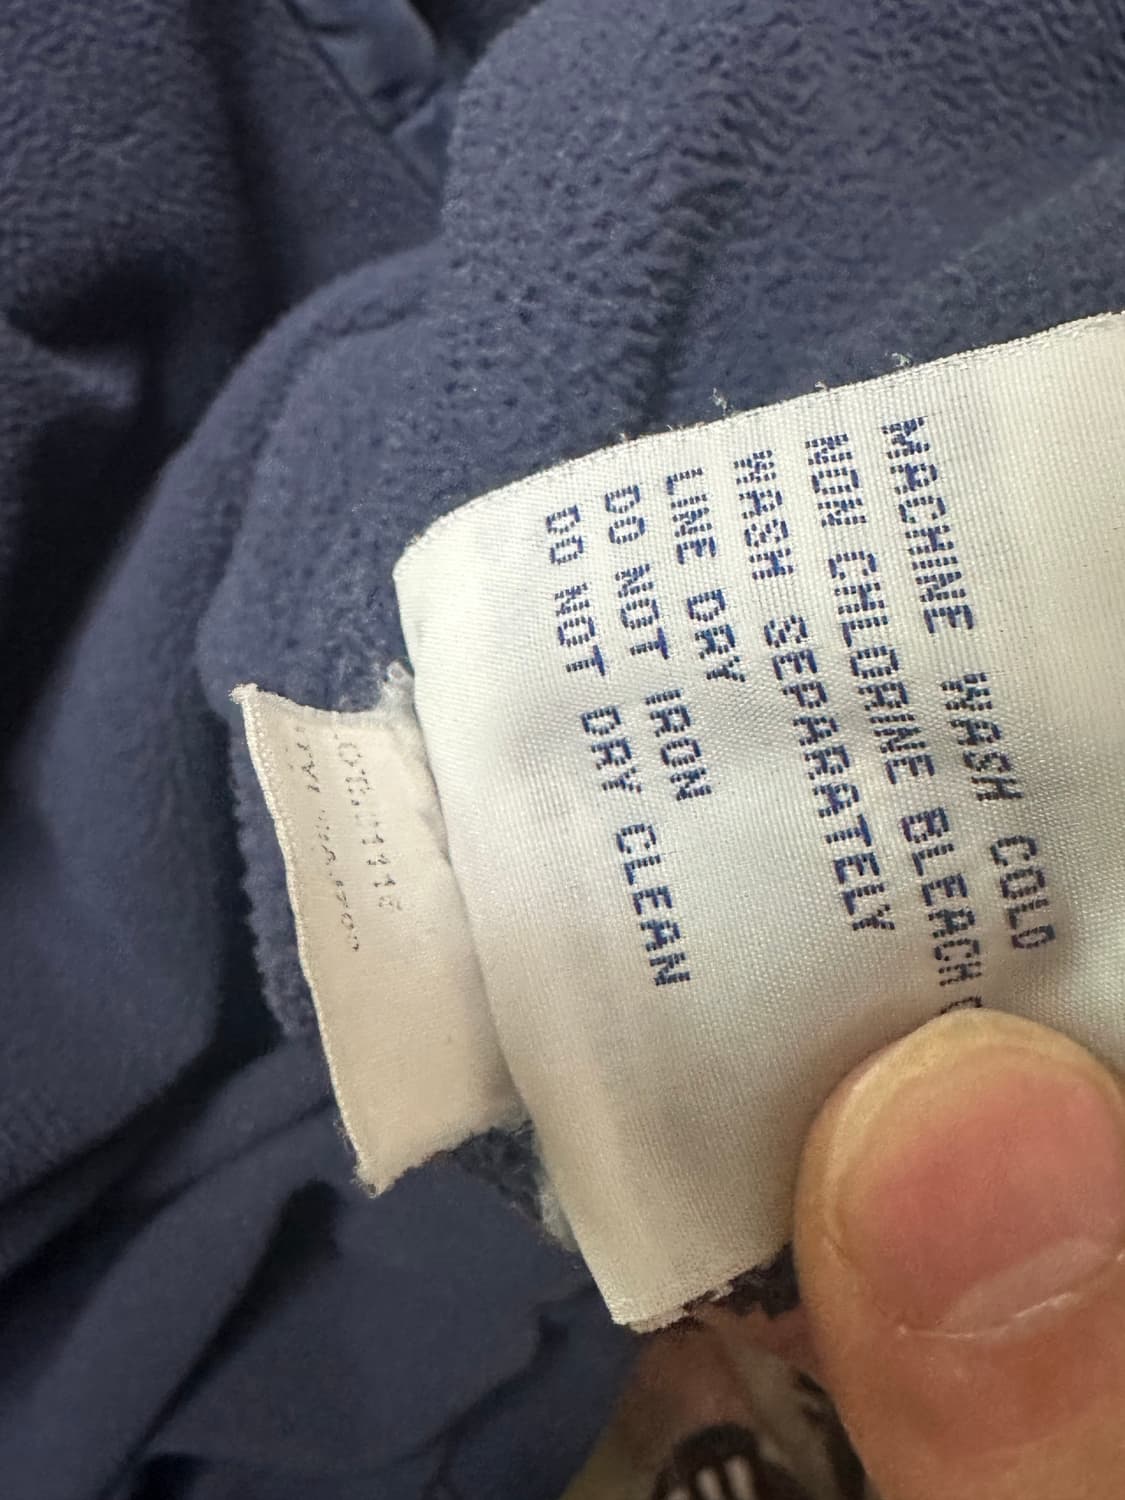 MACHINE WASH COLD
NON CHLORINE BLEACH
WASH SEPARATELY
LINE DRY
DO NOT IRON
DO NOT DRY CLEAN